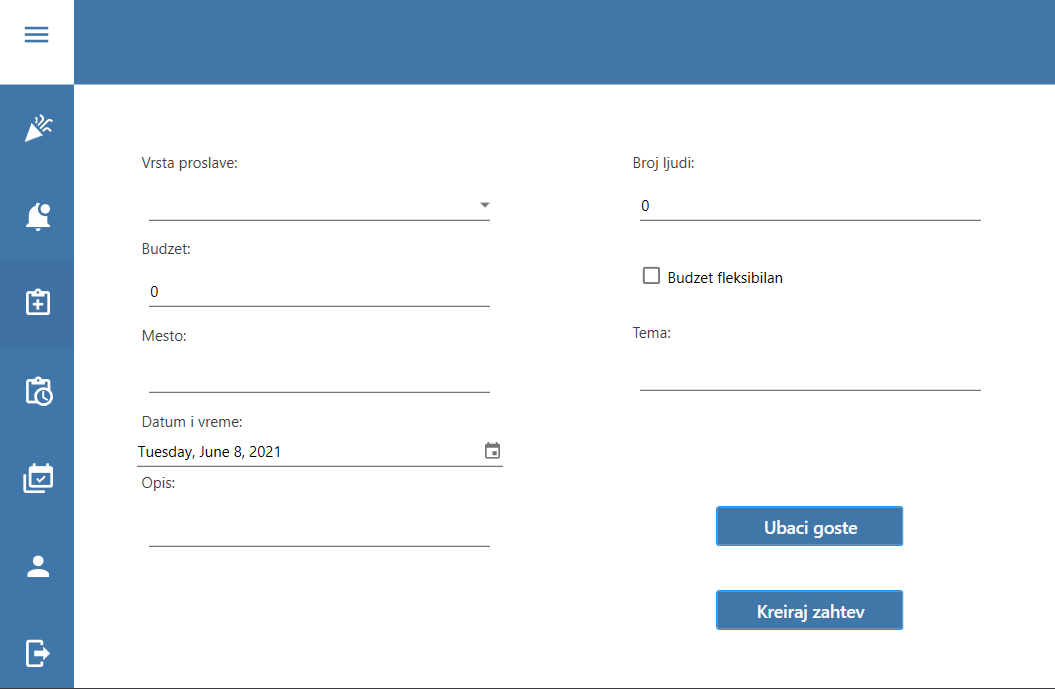 Vrsta proslave:
Broj ljudi:
0
Budzet:
0
Budzet fleksibilan
Mesto:
Tema:
Datum i vreme:
Tuesday, June 8, 2021
Opis:
Ubaci goste
Kreiraj zahtev